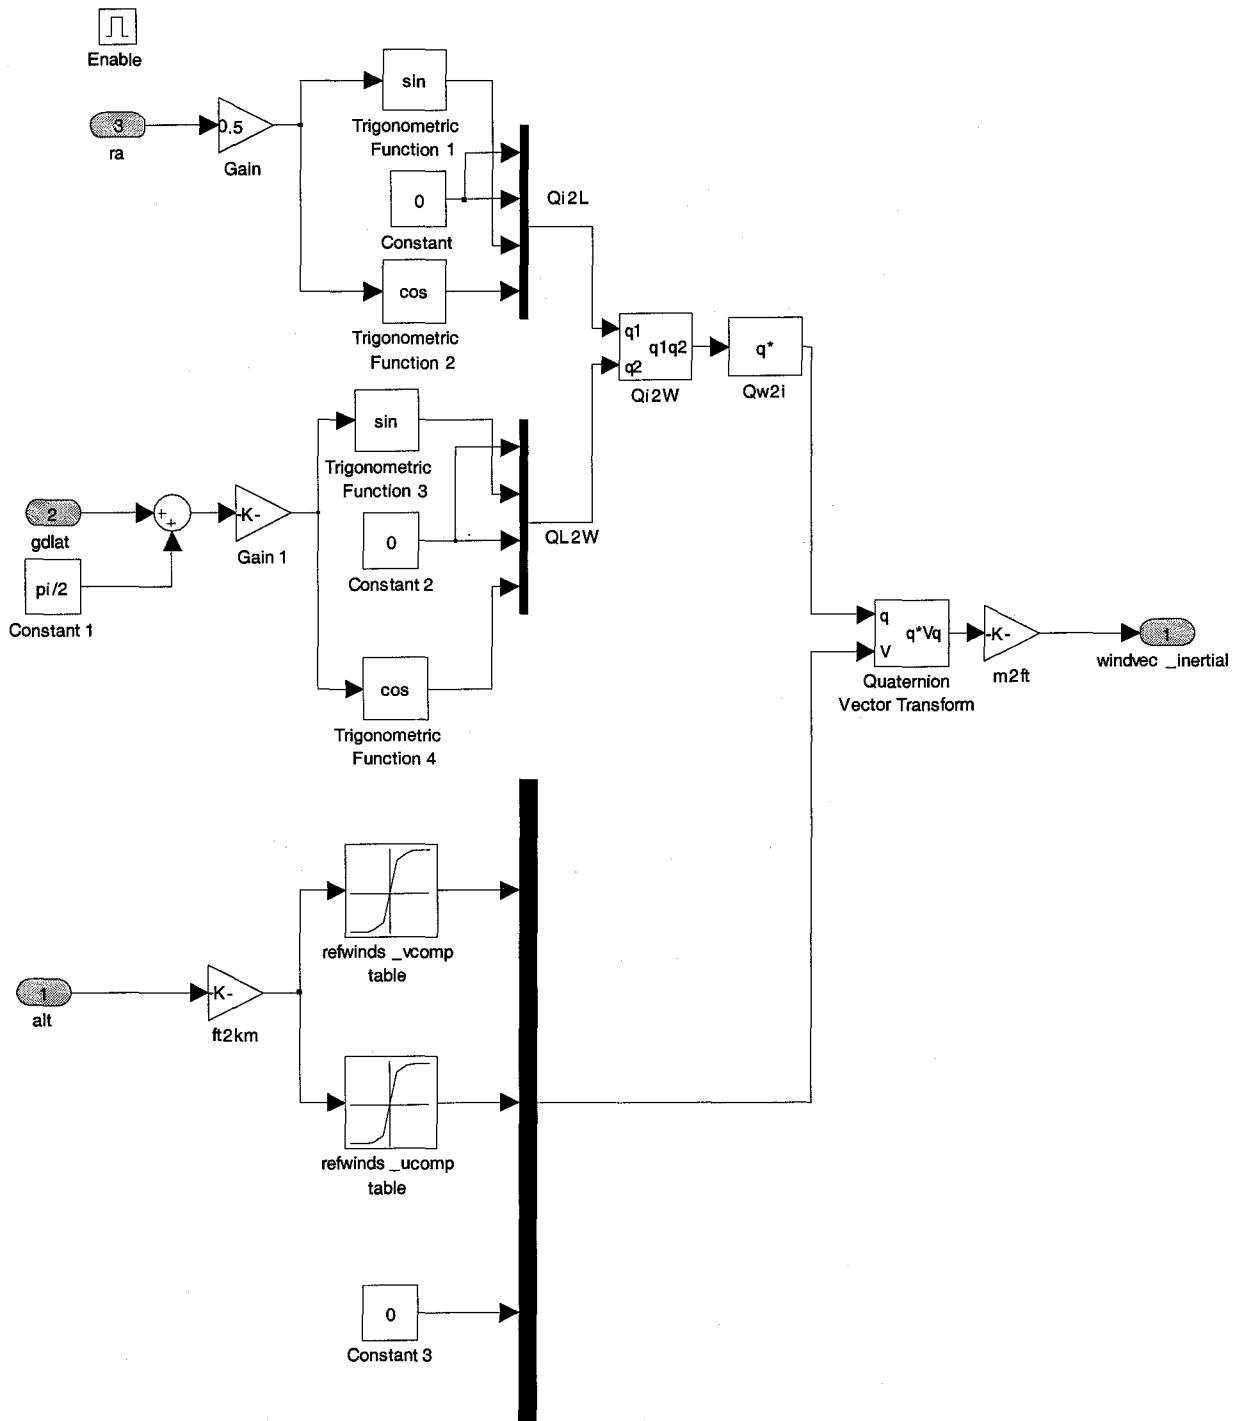 Enable
sin
3
0.5
ra
Gain
Trigonometric
Function 1
0
Constant
Qi2L
cos
Trigonometric
Function 2
q1
q2
q1q2
Qi2W
q*
Qw2i
sin
Trigonometric
Function 3
2
gdlat
+
+
-K-
Gain 1
0
Constant 2
QL2W
pi/2
Constant 1
cos
Trigonometric
Function 4
q
V
q*Vq
Quaternion
Vector Transform
-K-
m2ft
1
windvec _inertial
refwinds _vcomp
table
1
alt
-K-
ft2km
refwinds _ucomp
table
0
Constant 3